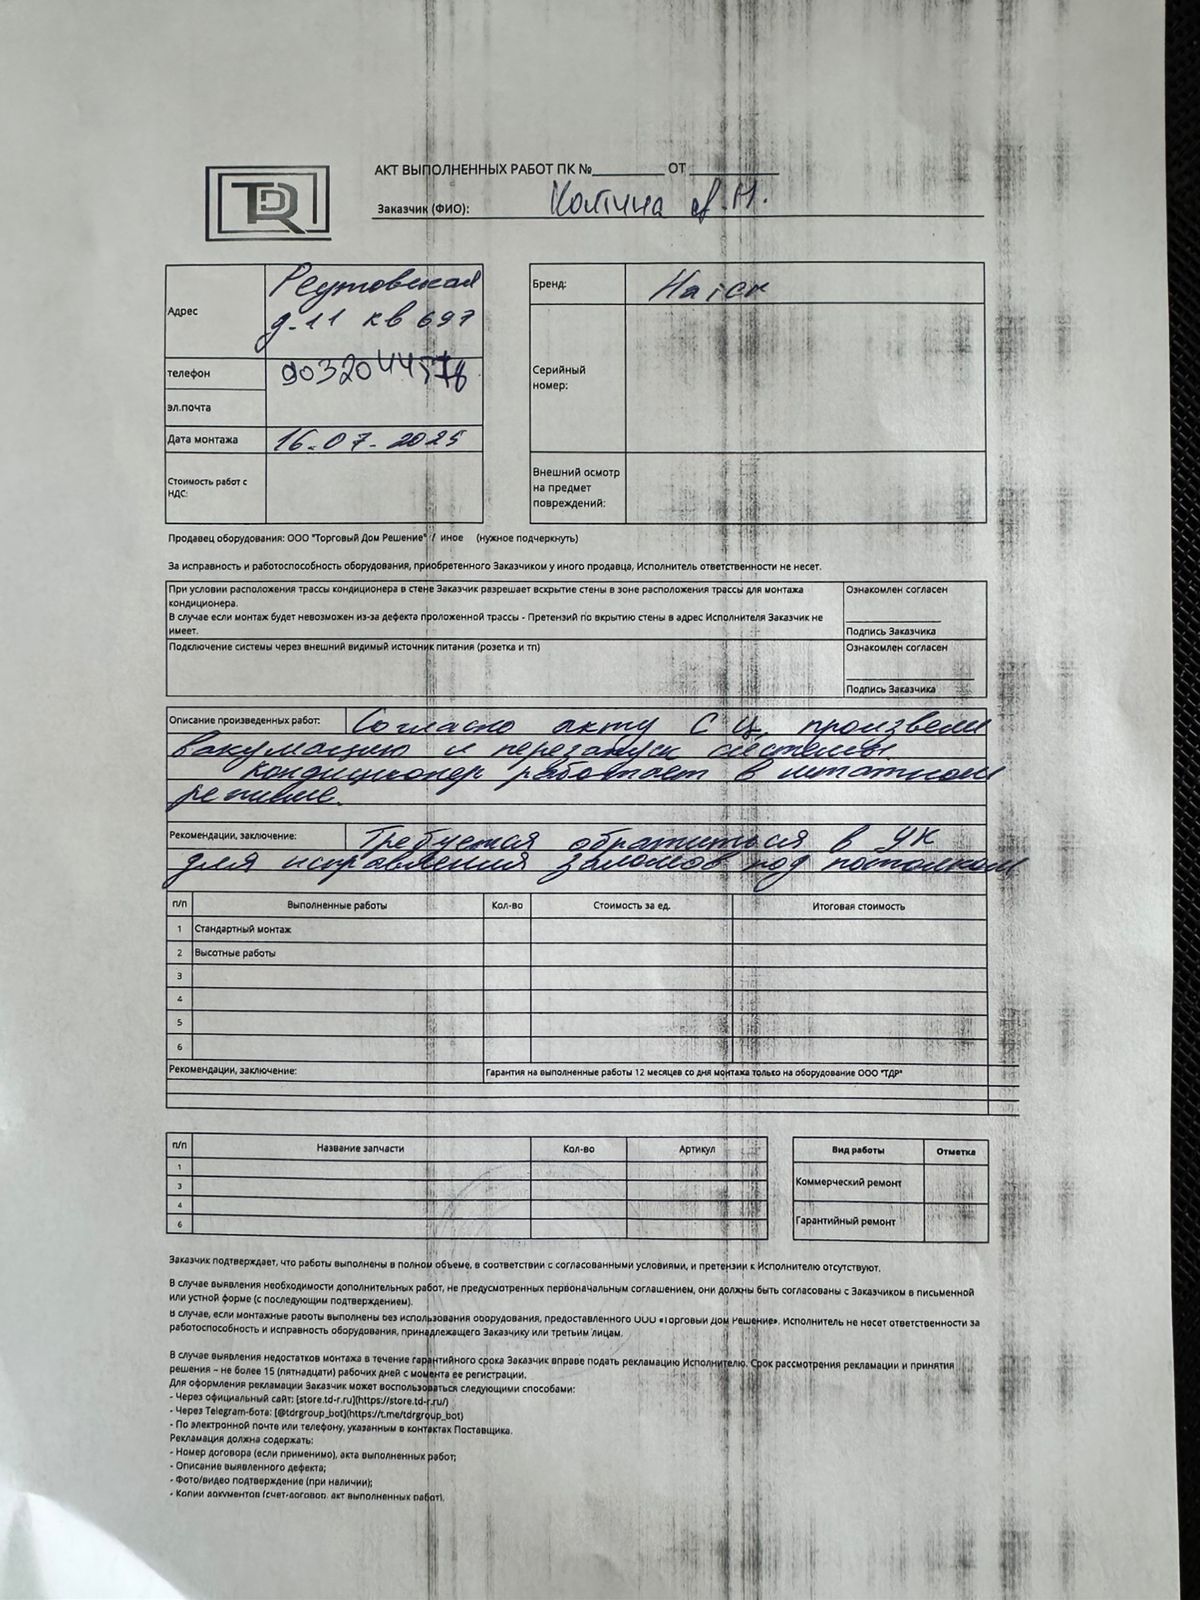 TDR
АКТ ВЫПОЛНЕННЫХ РАБОТ ПК №_________ ОТ ___________
Заказчик (ФИО): А.Н.
Адрес
Реутовская
д.11 кв 697
телефон
9032044578
эл.почта
Дата монтажа 16.07.2025
Стоимость работ с
НДС:
Бренд: Haier
Серийный
номер:
Внешний осмотр
на предмет
повреждений:
Продавец оборудования: ООО "Торговый Дом Решение" / иное (нужное подчеркнуть)
За исправность и работоспособность оборудования, приобретенного Заказчиком у иного продавца, Исполнитель ответственности не несет.
При условии расположения трассы кондиционера в стене Заказчик разрешает вскрытие стены в зоне расположения трассы для монтажа
кондиционера.
В случае если монтаж будет невозможен из-за дефекта проложенной трассы - Претензий по вкрытию стены в адрес Исполнителя Заказчик не
имеет.
Ознакомлен согласен
Подпись Заказчика
Подключение системы через внешний видимый источник питания (розетка и тп)
Ознакомлен согласен
Подпись Заказчика
Описание произведенных работ: Согласно акту СЦ. произвели
вакумацию и перезапуск системы.
кондиционер работает в штатном
режиме.
Рекомендации, заключение: Требуется обратиться в УК
для исправления заломов под потолком
п/п Выполненные работы Кол-во Стоимость за ед. Итоговая стоимость
1 Стандартный монтаж
2 Высотные работы
3
4
5
6
Рекомендации, заключение: Гарантия на выполненные работы 12 месяцев со дня монтажа только на оборудование ООО "ТДР"
п/п Название запчасти Кол-во Артикул
1
3
4
6
Вид работы Отметка
Коммерческий ремонт
Гарантийный ремонт
Заказчик подтверждает, что работы выполнены в полном объеме, в соответствии с согласованными условиями, и претензии к Исполнителю отсутствуют.
В случае выявления необходимости дополнительных работ, не предусмотренных первоначальным соглашением, они должны быть согласованы с Заказчиком в письменной
или устной форме (с последующим подтверждением).
В случае, если монтажные работы выполнены без использования оборудования, предоставленного ООО «Торговый Дом Решение». Исполнитель не несет ответственности за
работоспособность и исправность оборудования, принадлежащего Заказчику или третьим лицам.
В случае выявления недостатков монтажа в течение гарантийного срока Заказчик вправе подать рекламацию Исполнителю. Срок рассмотрения рекламации и принятия
решения – не более 15 (пятнадцати) рабочих дней с момента ее регистрации.
Для оформления рекламации Заказчик может воспользоваться следующими способами:
- Через официальный сайт: [store.td-r.ru](https://store.td-r.ru/)
- Через Telegram-бота: [@tdrgroup_bot](https://t.me/tdrgroup_bot)
- По электронной почте или телефону, указанным в контактах Поставщика.
Рекламация должна содержать:
- Номер договора (если применимо), акта выполненных работ;
- Описание выявленного дефекта;
- Фото/видео подтверждение (при наличии);
- Копии документов (счет-договор, акт выполненных работ).